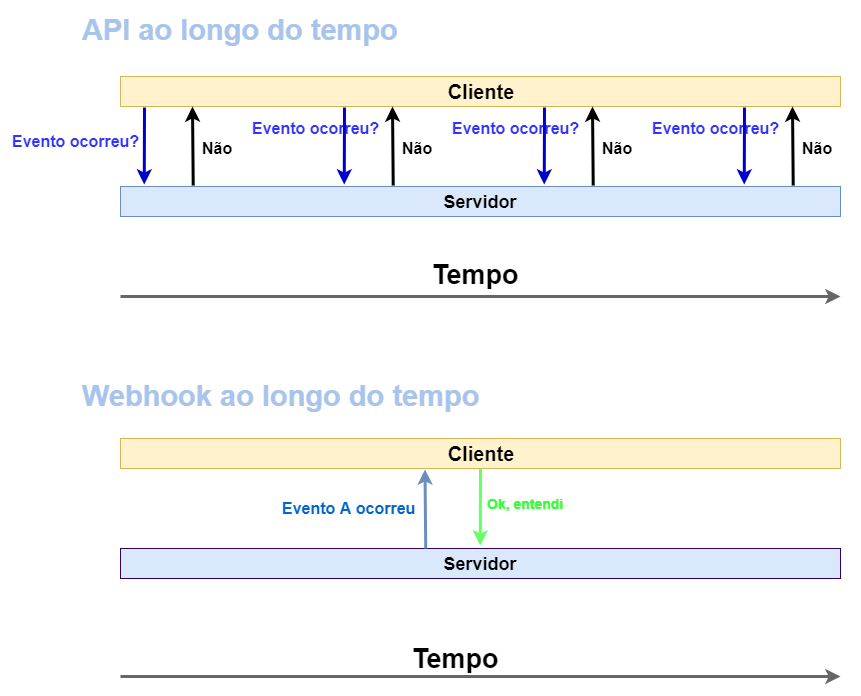 API ao longo do tempo
Cliente
Evento ocorreu?
Não
Evento ocorreu?
Não
Evento ocorreu?
Não
Evento ocorreu?
Não
Servidor
Tempo
Webhook ao longo do tempo
Cliente
Evento A ocorreu
Ok, entendi
Servidor
Tempo